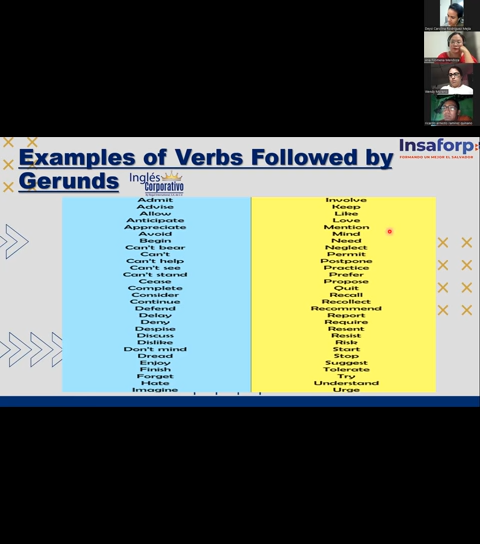 Examples of Verbs Followed by
Gerunds
Inglés
Corporativo
Insaforp
FORMANDO UN MEJOR EL SALVADOR
Admit
Advise
Allow
Anticipate
Appreciate
Avoid
Begin
Can't bear
Can't
Can't help
Can't see
Can't stand
Cease
Complete
Consider
Continue
Defend
Delay
Deny
Despise
Discuss
Dislike
Don't mind
Dread
Enjoy
Finish
Forget
Hate
Imagine
Involve
Keep
Like
Love
Mention
Mind
Need
Neglect
Permit
Postpone
Practice
Prefer
Propose
Quit
Recall
Recollect
Recommend
Report
Require
Resent
Resist
Risk
Start
Stop
Suggest
Tolerate
Try
Understand
Urge